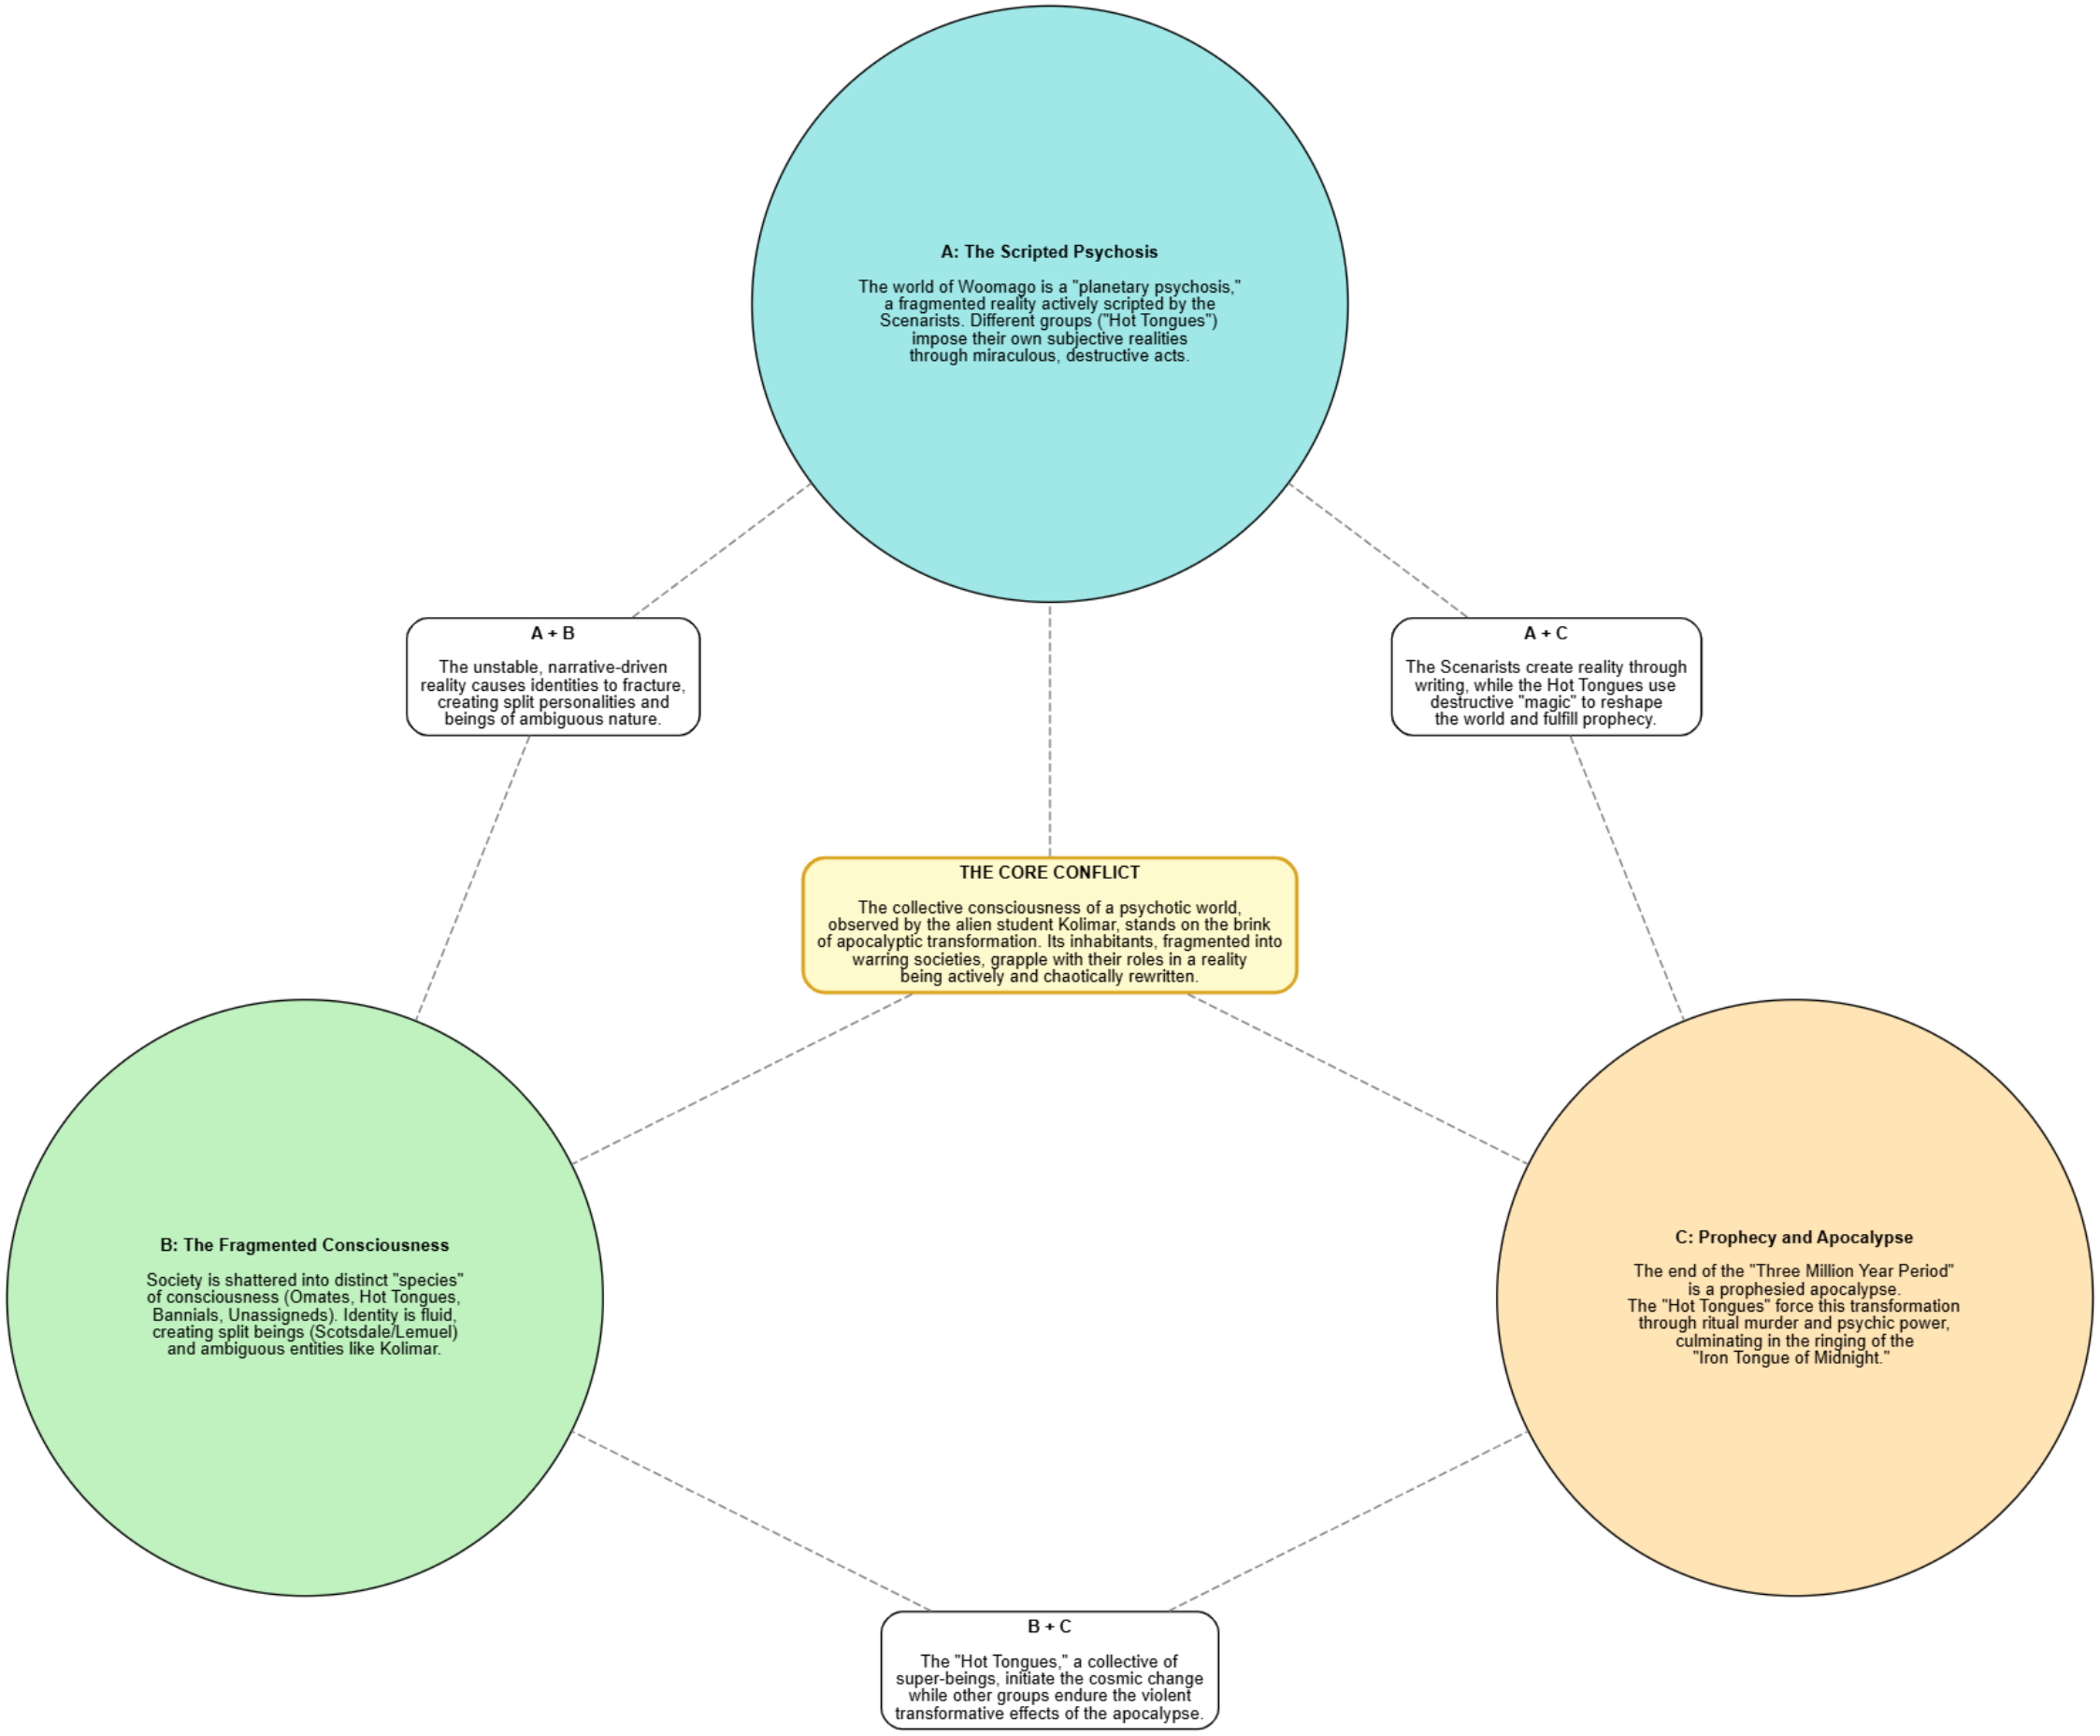 A: The Scripted Psychosis
The world of Woomago is a "planetary psychosis,"
a fragmented reality actively scripted by the
Scenarists. Different groups ("Hot Tongues")
impose their own subjective realities
through miraculous, destructive acts.
A + B
The unstable, narrative-driven
reality causes identities to fracture,
creating split personalities and
beings of ambiguous nature.
A + C
The Scenarists create reality through
writing, while the Hot Tongues use
destructive "magic" to reshape
the world and fulfill prophecy.
THE CORE CONFLICT
The collective consciousness of a psychotic world,
observed by the alien student Kolimar, stands on the brink
of apocalyptic transformation. Its inhabitants, fragmented into
warring societies, grapple with their roles in a reality
being actively and chaotically rewritten.
B: The Fragmented Consciousness
Society is shattered into distinct "species"
of consciousness (Omates, Hot Tongues,
Bannials, Unassigneds). Identity is fluid,
creating split beings (Scotsdale/Lemuel)
and ambiguous entities like Kolimar.
C: Prophecy and Apocalypse
The end of the "Three Million Year Period"
is a prophesied apocalypse.
The "Hot Tongues" force this transformation
through ritual murder and psychic power,
culminating in the ringing of the
"Iron Tongue of Midnight."
B + C
The "Hot Tongues," a collective of
super-beings, initiate the cosmic change
while other groups endure the violent
transformative effects of the apocalypse.